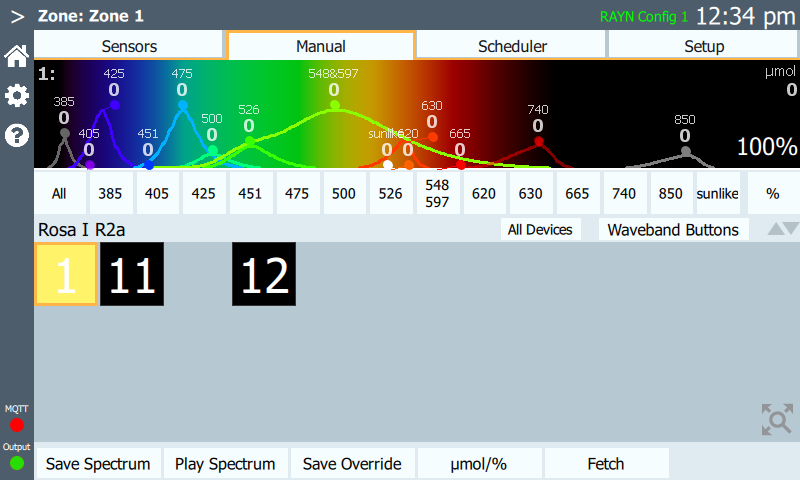 > Zone: Zone 1 RAYN Config 1 12:34 pm
Sensors Manual Scheduler Setup
1: 425 475 548&597 µmol
0 0 0 0
385 500 526 630 740 850
0 0 0 0 0 0
405 451 sunlike 620 665
0 0 0 0 0
100%
All 385 405 425 451 475 500 526 548 597 620 630 665 740 850 sunlike %
Rosa I R2a All Devices Waveband Buttons
1 11 12
MQTT
Output
Save Spectrum Play Spectrum Save Override µmol/% Fetch